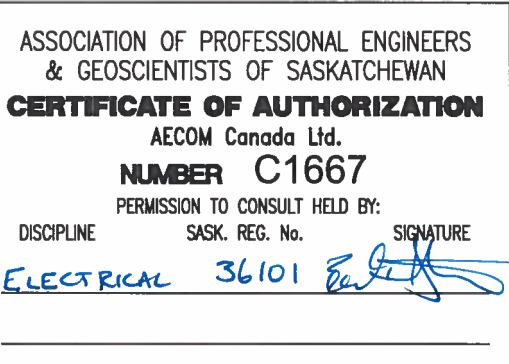 ASSOCIATION OF PROFESSIONAL ENGINEERS
& GEOSCIENTISTS OF SASKATCHEWAN
CERTIFICATE OF AUTHORIZATION
AECOM Canada Ltd.
NUMBER C1667
PERMISSION TO CONSULT HELD BY:
DISCIPLINE SASK. REG. No. SIGNATURE
ELECTRICAL 36101